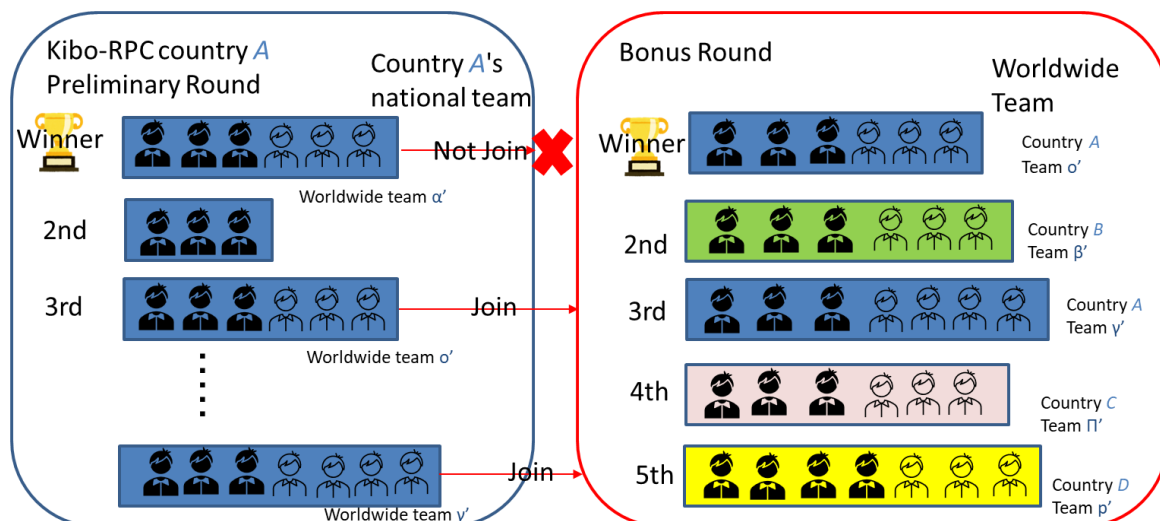 Kibo-RPC country A
Preliminary Round
Country A's
national team
Winner
Not Join
Worldwide team α’
2nd
3rd
Join
Worldwide team o’
Join
Worldwide team γ’
Bonus Round
Worldwide
Team
Winner
Country A
Team o’
2nd
Country B
Team β’
3rd
Country A
Team γ’
4th
Country C
Team Π’
5th
Country D
Team p’